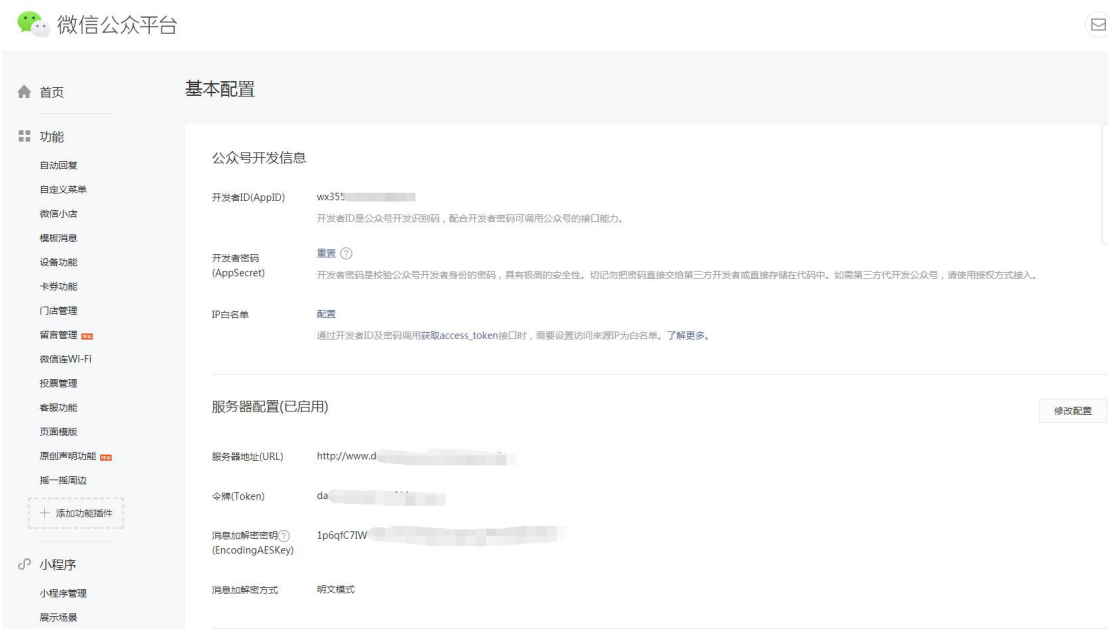 微信公众平台
首页
功能
自动回复
自定义菜单
微信小店
模板消息
设备功能
卡券功能
门店管理
留言管理
微信连Wi-Fi
投票管理
客服功能
页面模版
原创声明功能
摇一摇周边
添加功能插件
小程序
小程序管理
展示场景
基本配置
公众号开发信息
开发者ID(AppID) wx355
开发者ID是公众号开发识别码，配合开发者密码可调用公众号的接口能力。
开发者密码 重置
(AppSecret)
开发者密码是校验公众号开发者身份的密码，具有极高的安全性。切记勿把密码直接交给第三方开发者或直接存储在代码中。如需第三方代开发公众号，请使用授权方式接入。
IP白名单 配置
通过开发者ID及密码调用获取access_token接口时，需要设置访问来源IP为白名单。了解更多。
服务器配置(已启用) 修改配置
服务器地址(URL) http://www.d
令牌(Token) da
消息加解密密钥 1p6qfC7IW
(EncodingAESKey)
消息加解密方式 明文模式